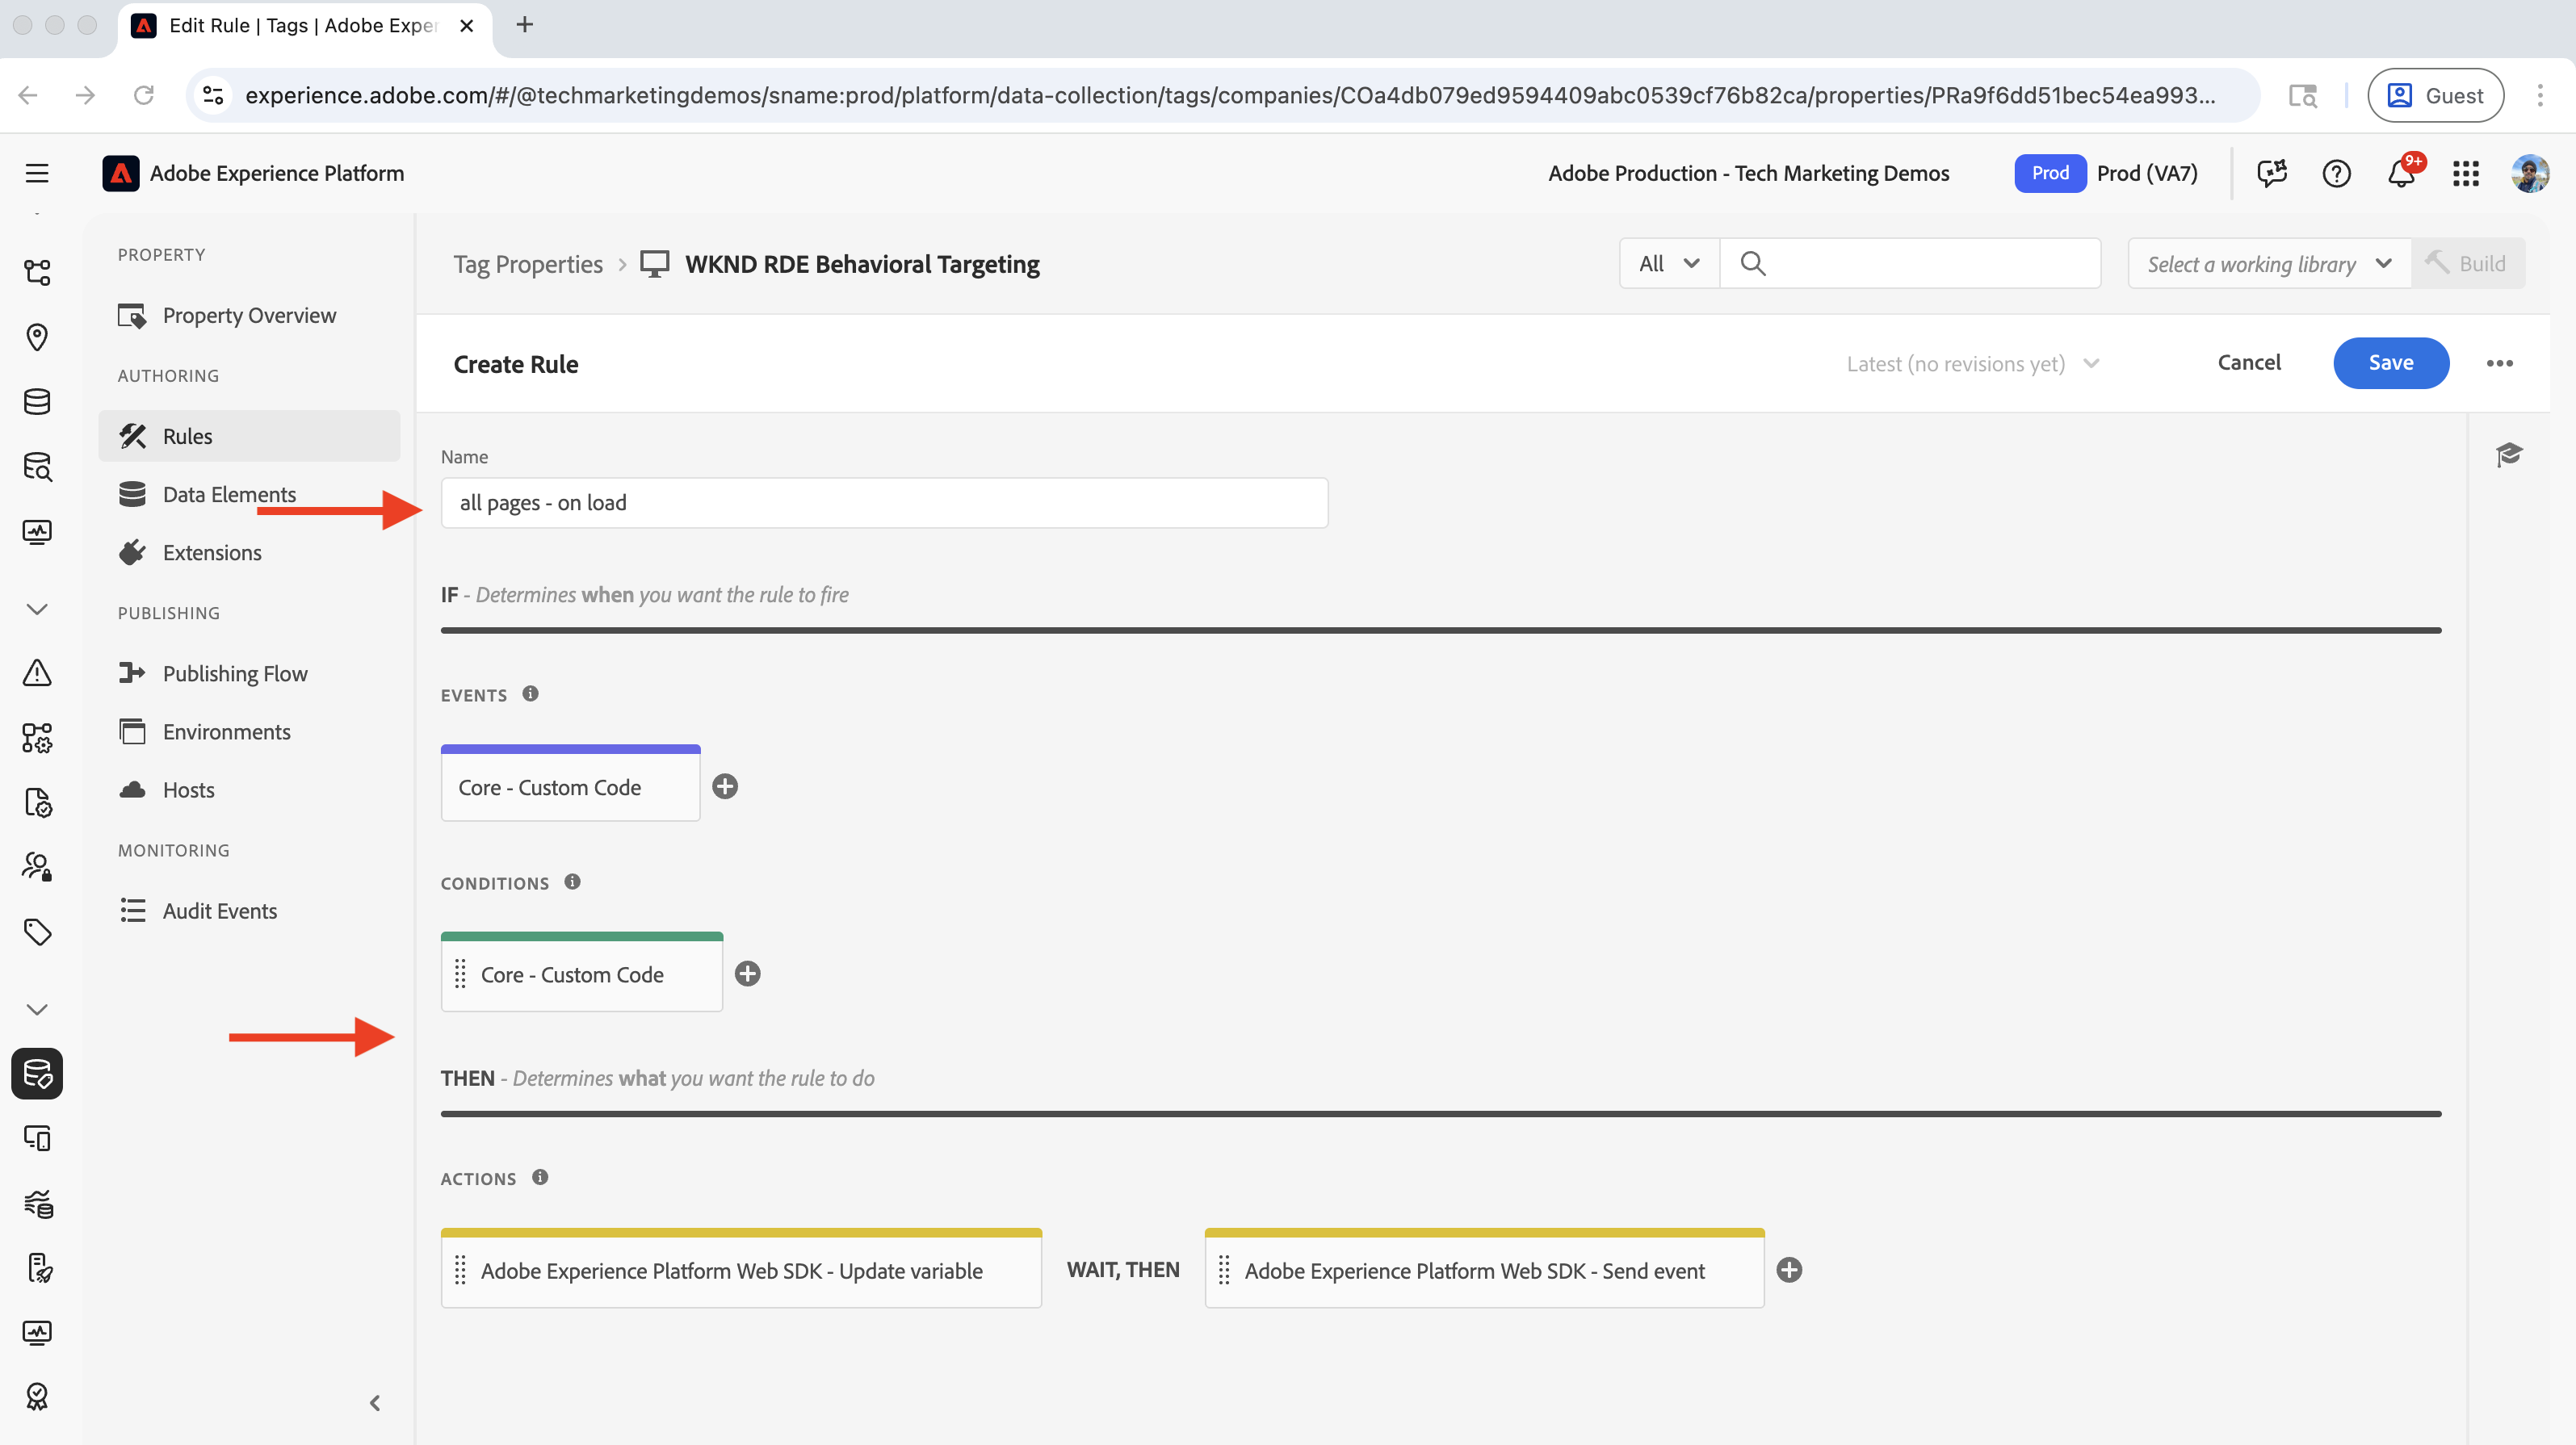 Edit Rule | Tags | Adobe Exper
experience.adobe.com/#/@techmarketingdemos/sname:prod/platform/data-collection/tags/companies/COa4db079ed9594409abc0539cf76b82ca/properties/PRa9f6dd51bec54ea993...
Guest
Adobe Experience Platform
Adobe Production - Tech Marketing Demos
Prod
Prod (VA7)
9+
PROPERTY
Property Overview
AUTHORING
Rules
Data Elements
Extensions
PUBLISHING
Publishing Flow
Environments
Hosts
MONITORING
Audit Events
Tag Properties
WKND RDE Behavioral Targeting
All
Select a working library
Build
Create Rule
Latest (no revisions yet)
Cancel
Save
Name
all pages - on load
IF - Determines when you want the rule to fire
EVENTS
Core - Custom Code
CONDITIONS
Core - Custom Code
THEN - Determines what you want the rule to do
ACTIONS
Adobe Experience Platform Web SDK - Update variable
WAIT, THEN
Adobe Experience Platform Web SDK - Send event